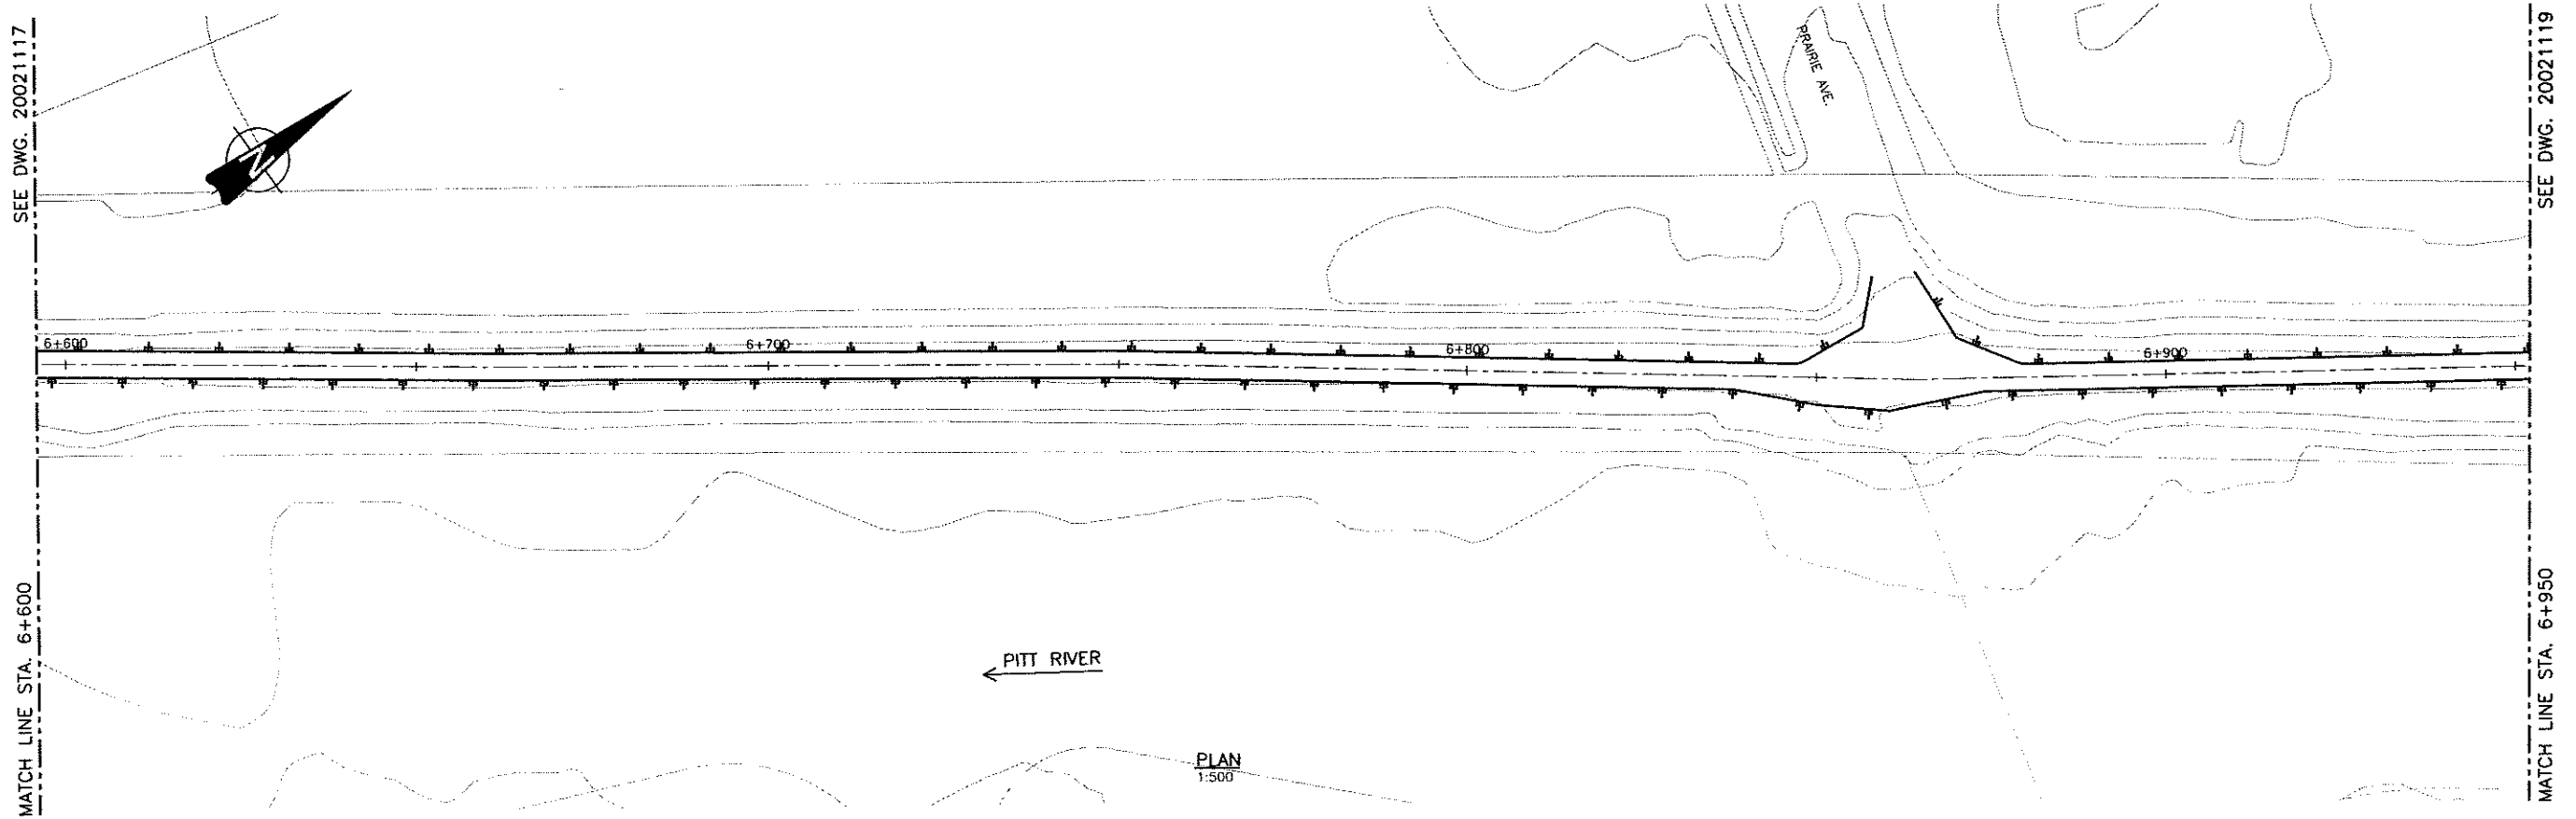 SEE DWG. 20021117
MATCH LINE STA. 6+600
N
PRAIRIE AVE.
6+600
6+700
6+800
6+900
PITT RIVER
PLAN
1:500
SEE DWG. 20021119
MATCH LINE STA. 6+950